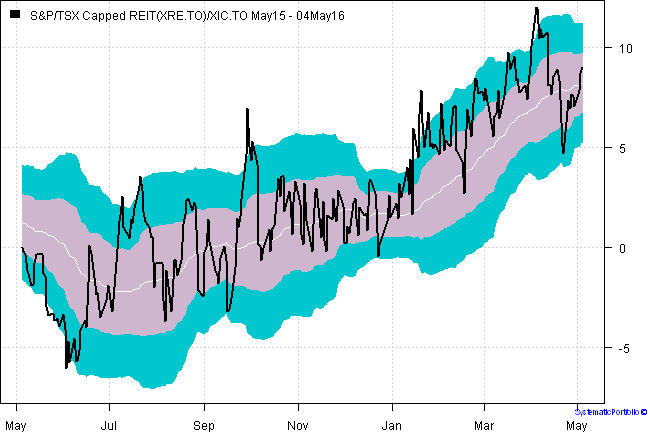 S&P/TSX Capped REIT(XRE.TO)/XIC.TO May15 - 04May16
10
5
0
-5
SystematicPortfolio ©
May Jul Sep Nov Jan Mar May